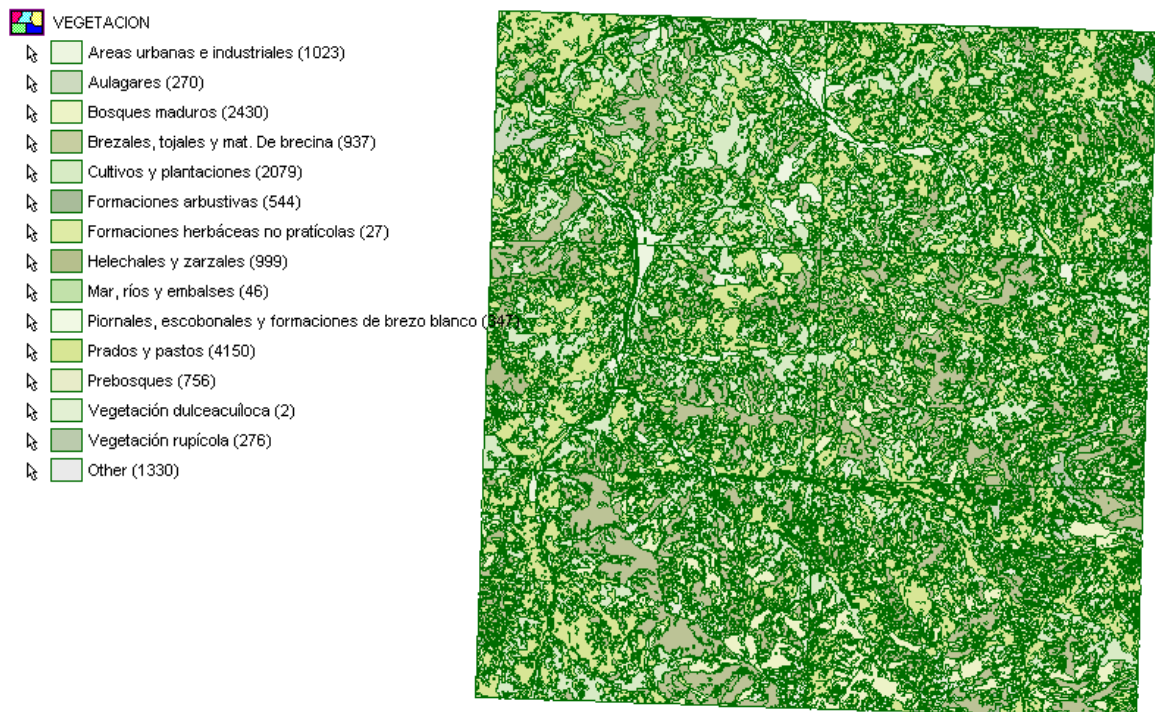 VEGETACION
Areas urbanas e industriales (1023)
Aulagares (270)
Bosques maduros (2430)
Brezales, tojales y mat. De brecina (937)
Cultivos y plantaciones (2079)
Formaciones arbustivas (544)
Formaciones herbáceas no pratícolas (27)
Helechales y zarzales (999)
Mar, ríos y embalses (46)
Piornales, escobonales y formaciones de brezo blanco
Prados y pastos (4150)
Prebosques (756)
Vegetación dulceacuíloca (2)
Vegetación rupícola (276)
Other (1330)